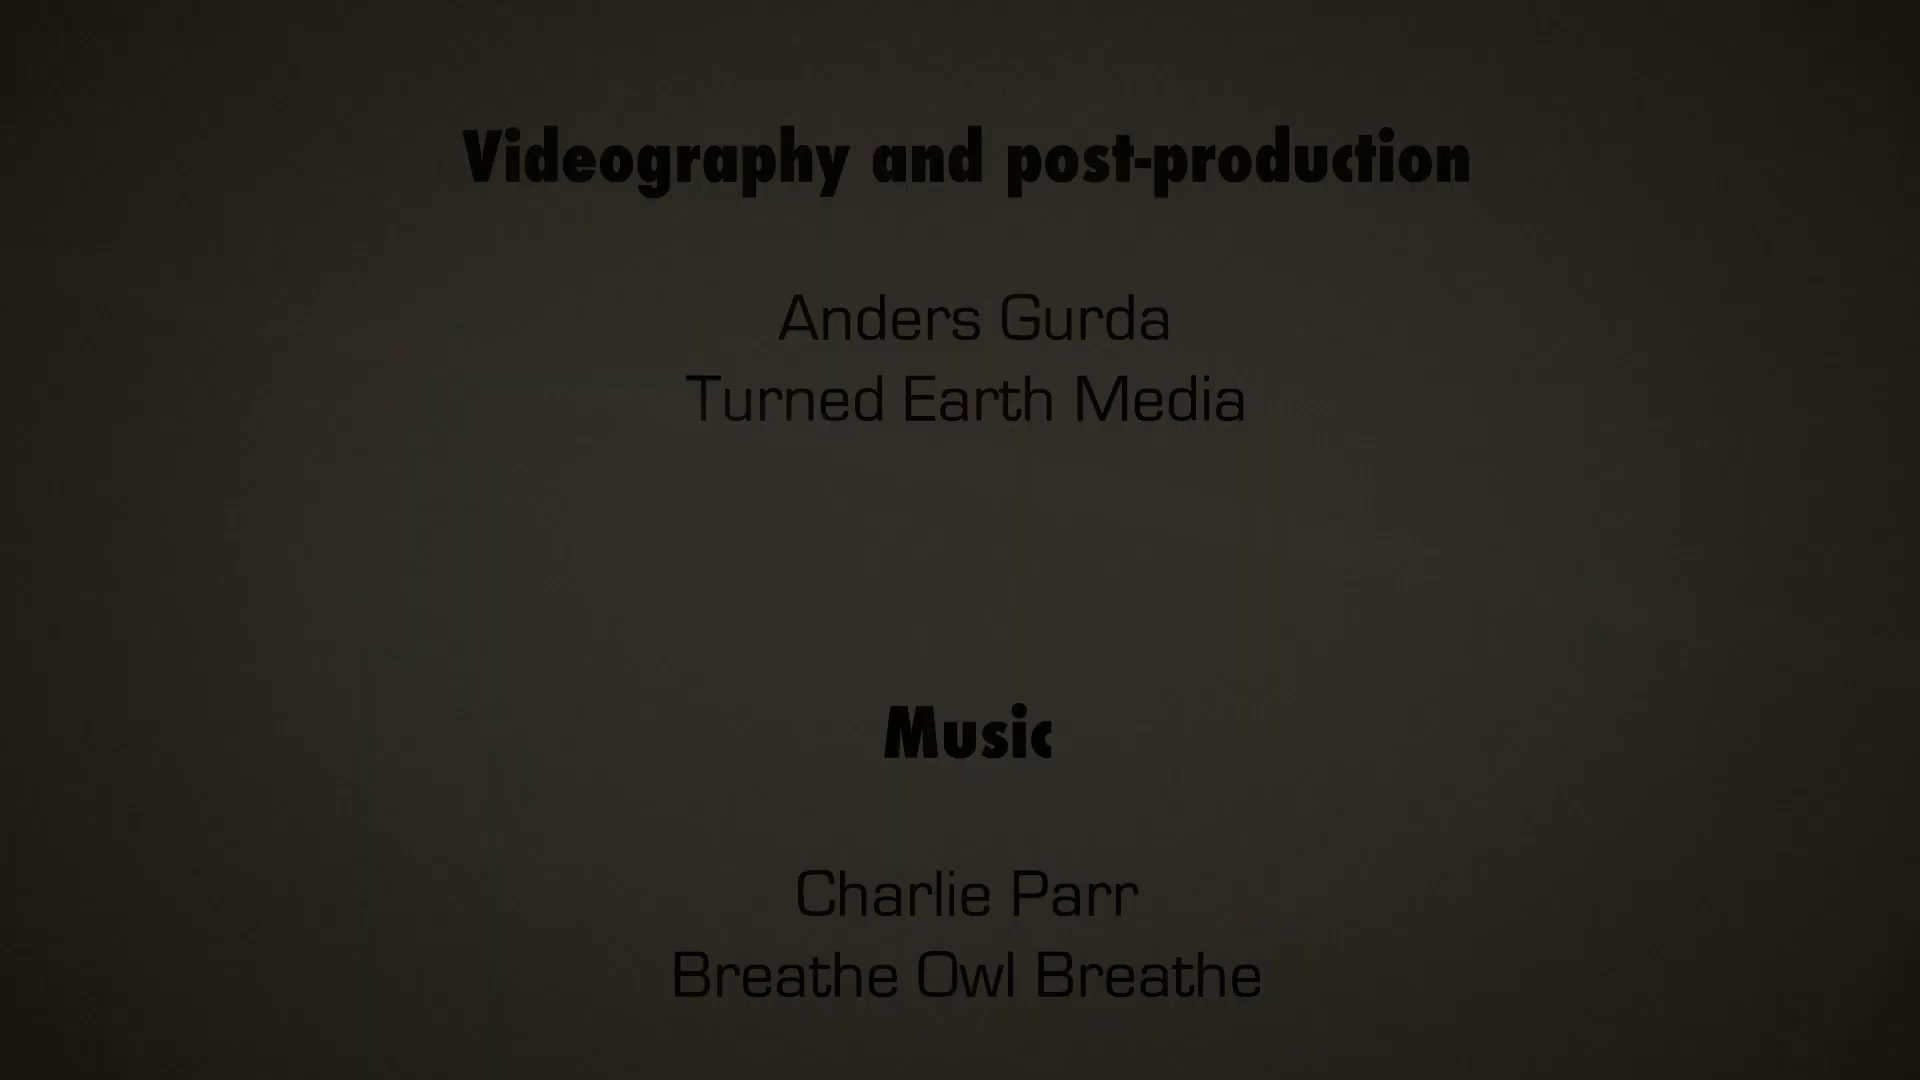 Videography and post-production
Anders Gurda
Turned Earth Media
Music
Charlie Parr
Breathe Owl Breathe